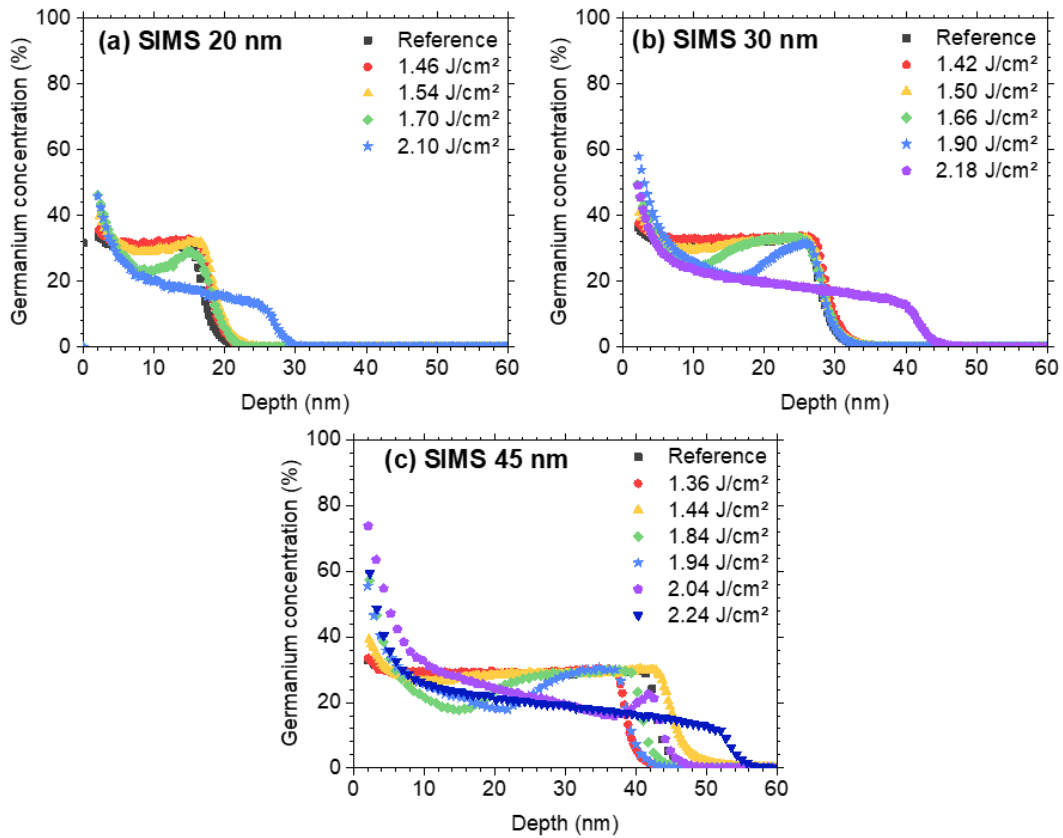 (a) SIMS 20 nm
Reference
1.46 J/cm²
1.54 J/cm²
1.70 J/cm²
2.10 J/cm²
Germanium concentration (%)
100
80
60
40
20
0
0 10 20 30 40 50 60
Depth (nm)
(b) SIMS 30 nm
Reference
1.42 J/cm²
1.50 J/cm²
1.66 J/cm²
1.90 J/cm²
2.18 J/cm²
Germanium concentration (%)
100
80
60
40
20
0
0 10 20 30 40 50 60
Depth (nm)
(c) SIMS 45 nm
Reference
1.36 J/cm²
1.44 J/cm²
1.84 J/cm²
1.94 J/cm²
2.04 J/cm²
2.24 J/cm²
Germanium concentration (%)
100
80
60
40
20
0
0 10 20 30 40 50 60
Depth (nm)